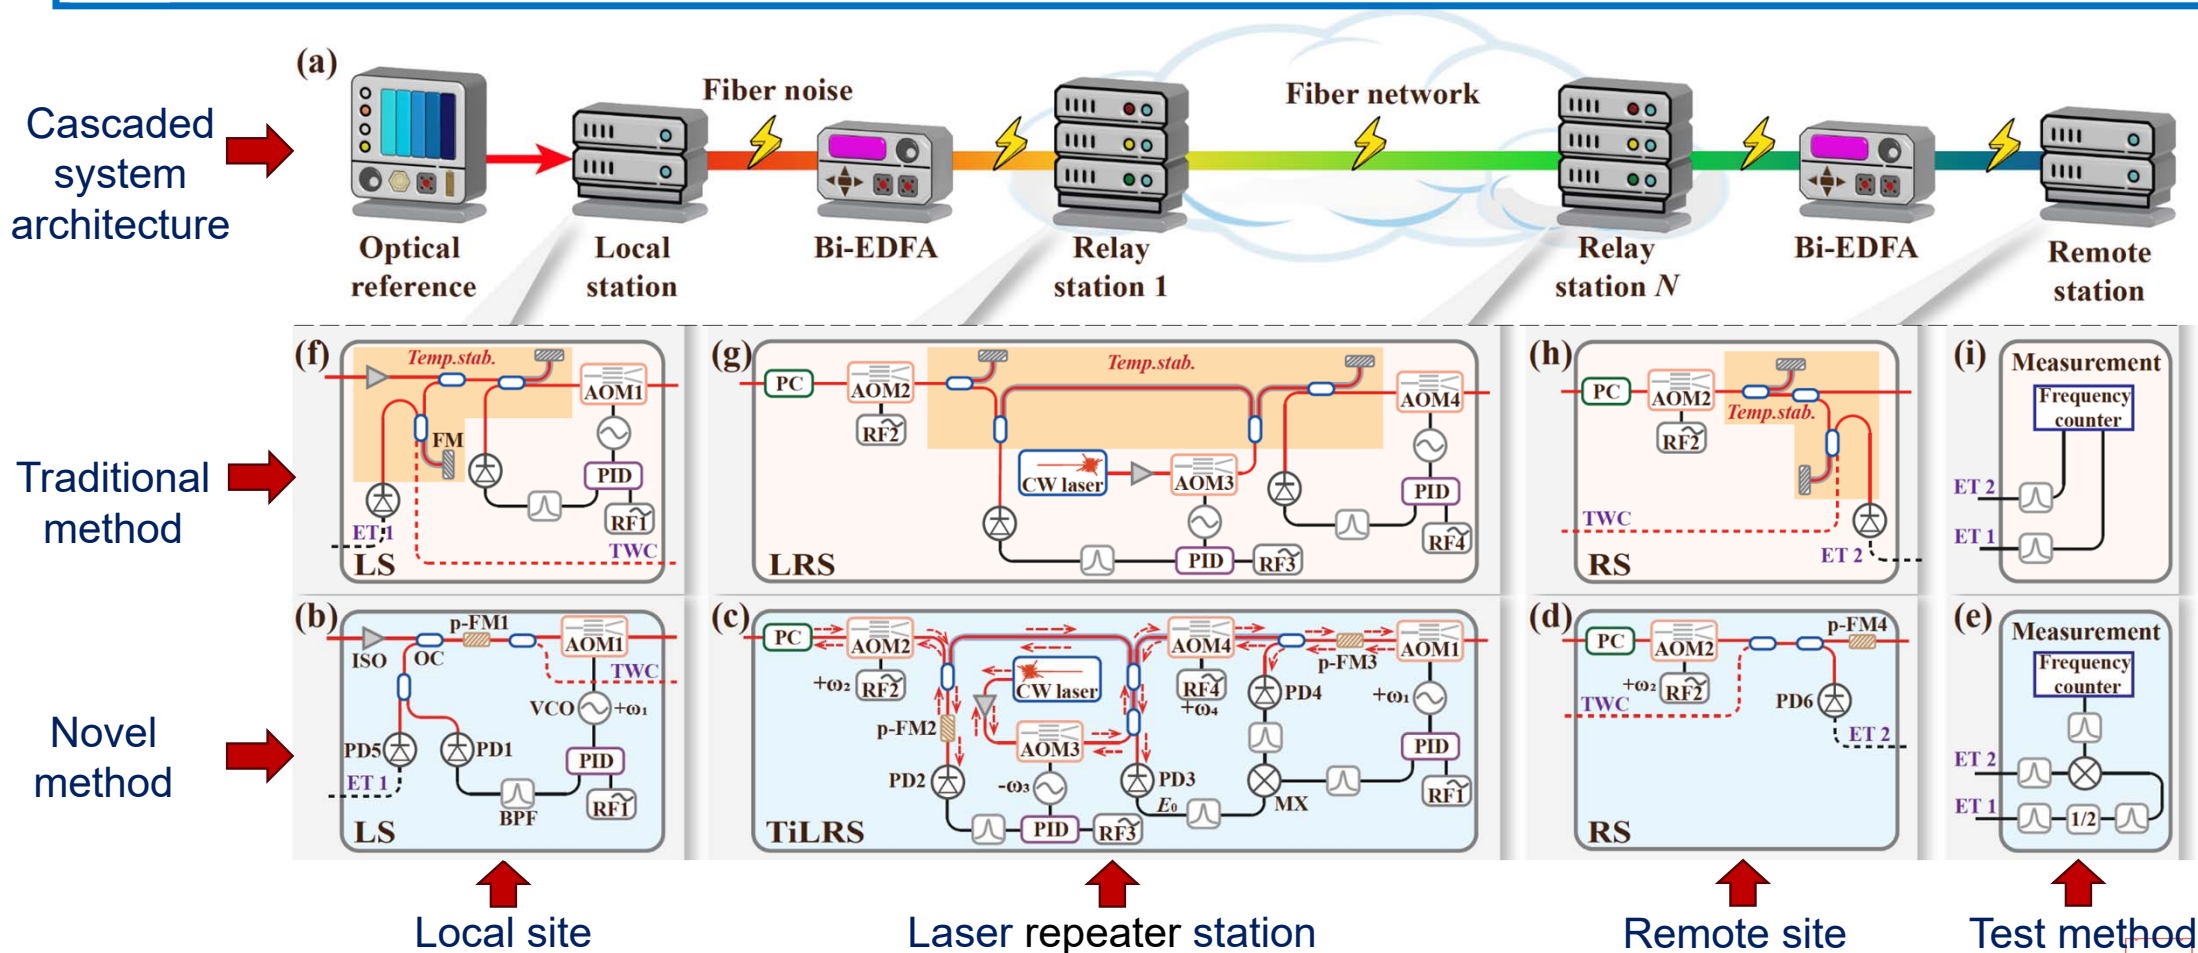 (a)
Cascaded
system
architecture
Fiber noise
Fiber network
Optical
reference
Local
station
Bi-EDFA
Relay
station 1
Relay
station N
Bi-EDFA
Remote
station
Traditional
method
(f)
Temp.stab.
AOM1
FM
PID
RF1
ET 1
TWC
LS
(g)
PC
AOM2
RF2
Temp.stab.
AOM4
CW laser
AOM3
PID
RF3
PID
RF4
LRS
(h)
PC
AOM2
RF2
Temp.stab.
TWC
ET 2
RS
(i)
Measurement
Frequency
counter
ET 2
ET 1
Novel
method
(b)
p-FM1
AOM1
ISO
OC
TWC
VCO
+ω₁
PD5
PD1
PID
ET 1
BPF
RF1
LS
(c)
PC
AOM2
AOM4
p-FM3
AOM1
+ω₂
RF2
CW laser
RF4
+ω₄
PD4
+ω₁
p-FM2
AOM3
PID
PD2
-ω₃
PD3
E₀
MX
RF1
PID
RF3
TiLRS
(d)
p-FM4
PC
AOM2
+ω₂
RF2
PD6
TWC
ET 2
RS
(e)
Measurement
Frequency
counter
ET 2
ET 1
1/2
Local site
Laser repeater station
Remote site
Test method